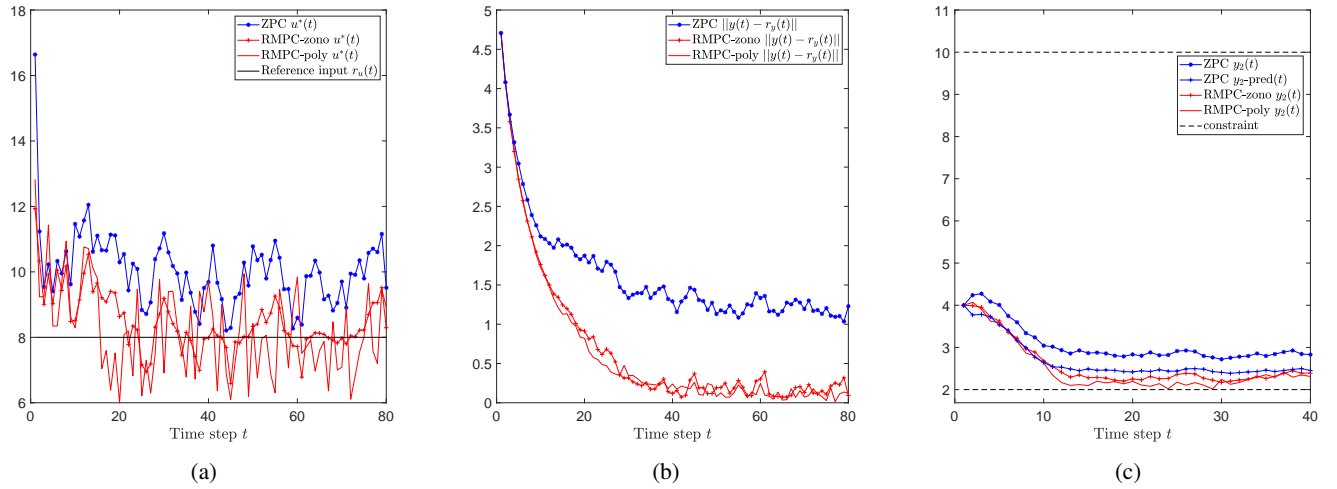 ZPC u*(t)
RMPC-zono u*(t)
RMPC-poly u*(t)
Reference input r_u(t)
18
16
14
12
10
8
6
0 20 40 60 80
Time step t
(a)
ZPC ||y(t) − r_y(t)||
RMPC-zono ||y(t) − r_y(t)||
RMPC-poly ||y(t) − r_y(t)||
5
4.5
4
3.5
3
2.5
2
1.5
1
0.5
0
0 20 40 60 80
Time step t
(b)
ZPC y_2(t)
ZPC y_2-pred(t)
RMPC-zono y_2(t)
RMPC-poly y_2(t)
constraint
11
10
9
8
7
6
5
4
3
2
0 10 20 30 40
Time step t
(c)